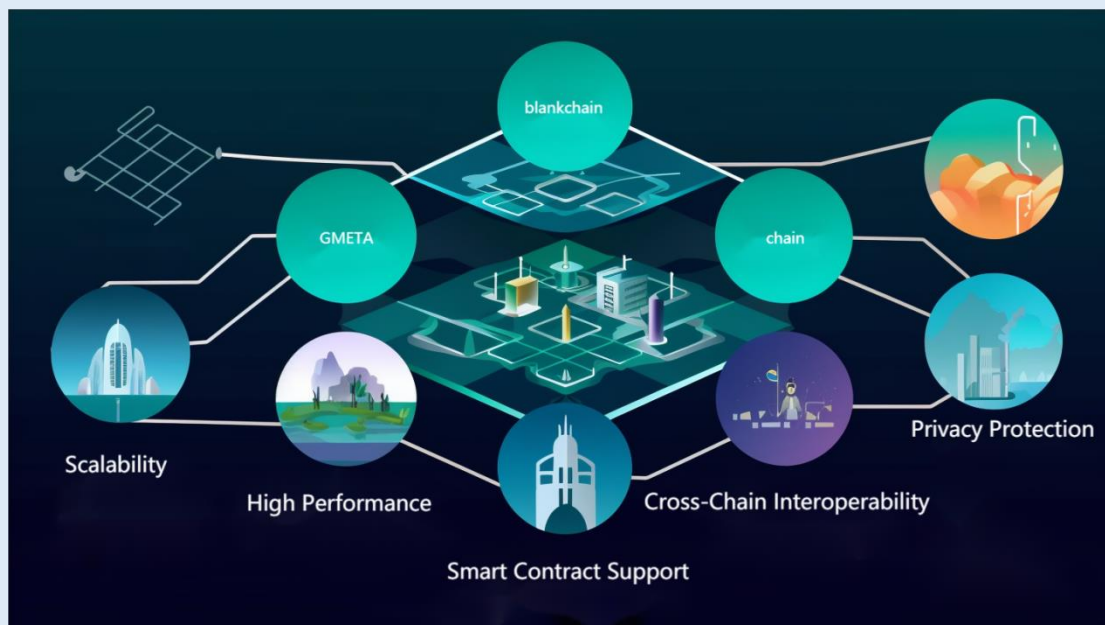 blankchain
GMETA
chain
Scalability
High Performance
Smart Contract Support
Cross-Chain Interoperability
Privacy Protection